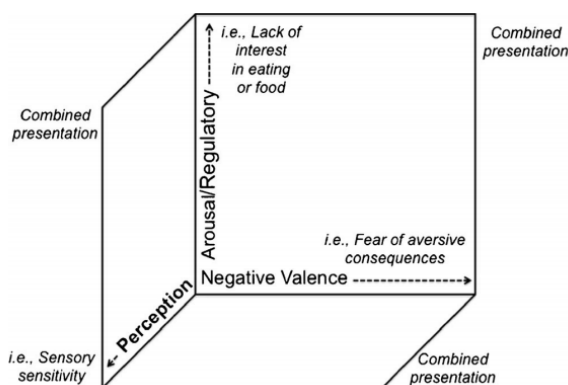 i.e., Lack of
interest
in eating
or food
Combined
presentation
Combined
presentation
Arousal/Regulatory
i.e., Fear of aversive
consequences
Negative Valence
Perception
i.e., Sensory
sensitivity
Combined
presentation